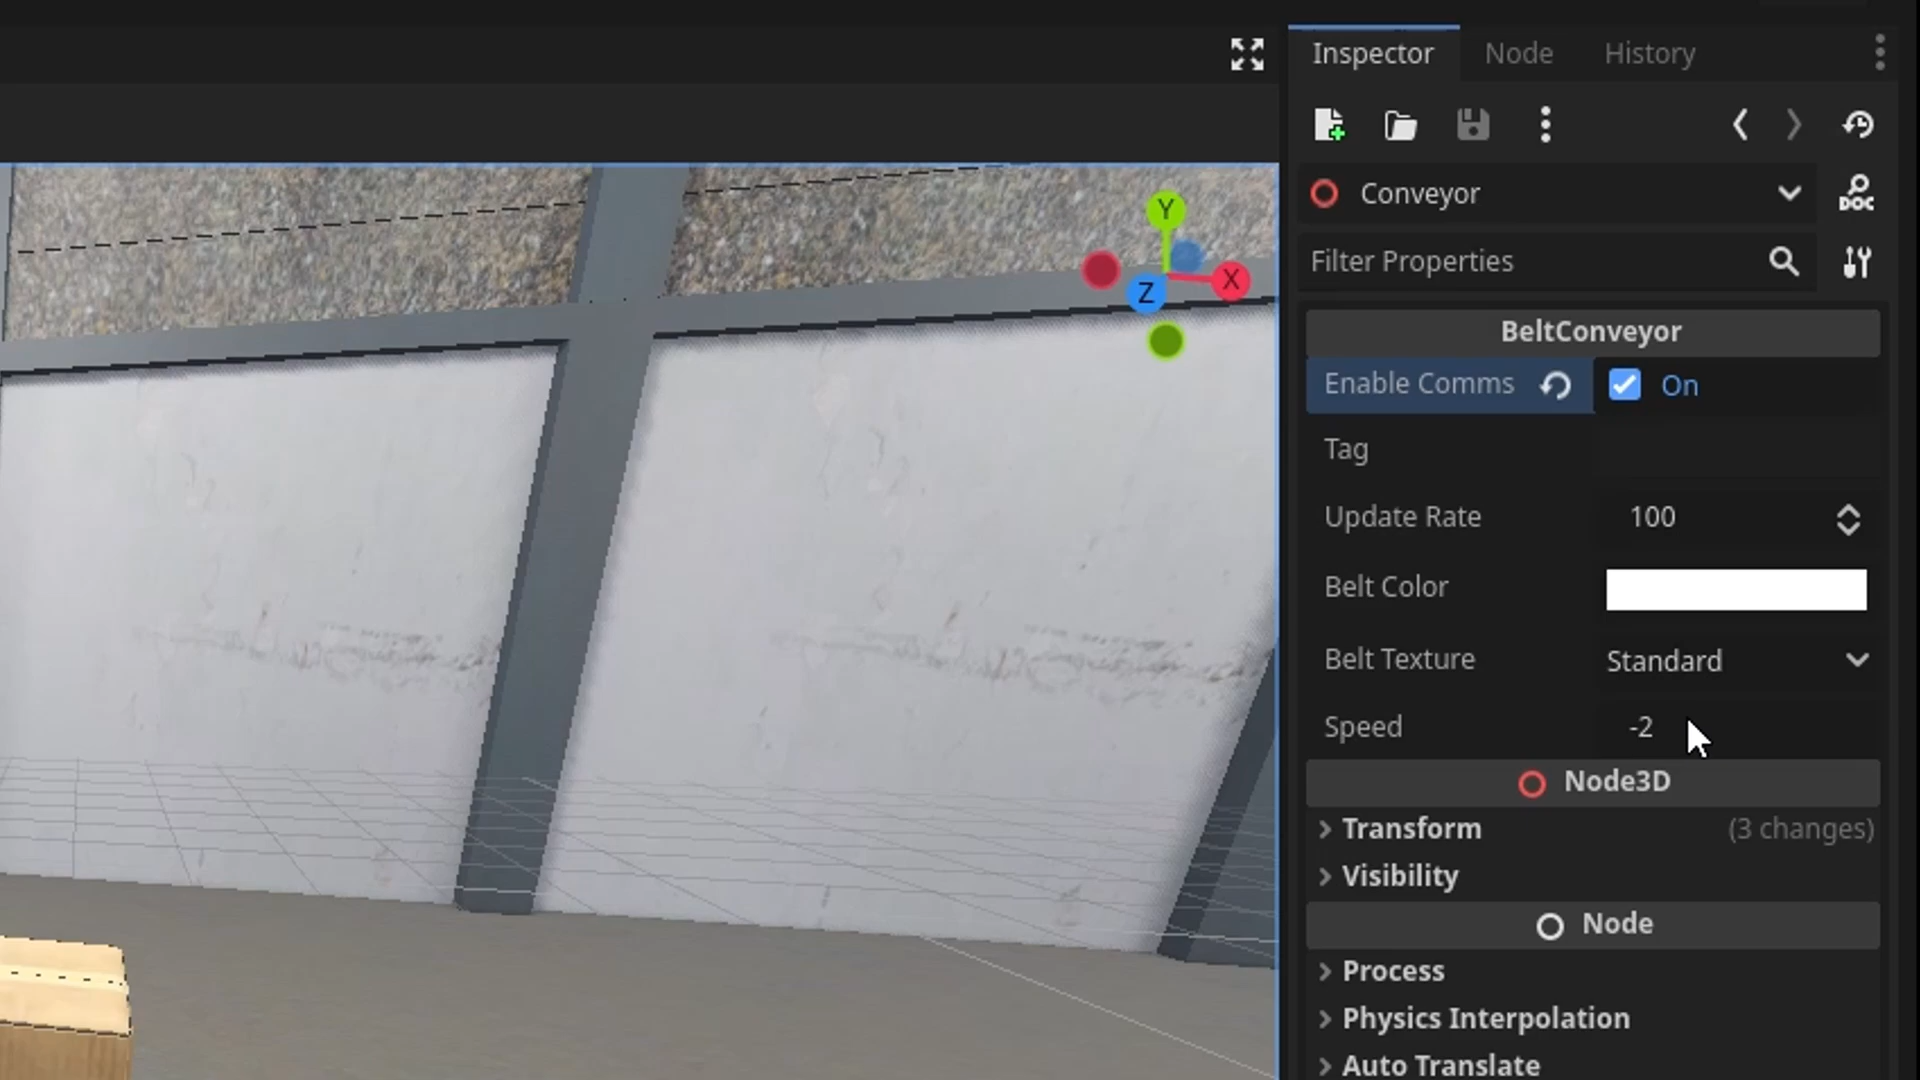 Inspector Node History
Conveyor
DOC
Filter Properties
BeltConveyor
Enable Comms On
Tag
Update Rate 100
Belt Color
Belt Texture Standard
Speed -2
Node3D
Transform (3 changes)
Visibility
Node
Process
Physics Interpolation
Auto Translate
Y
X
Z